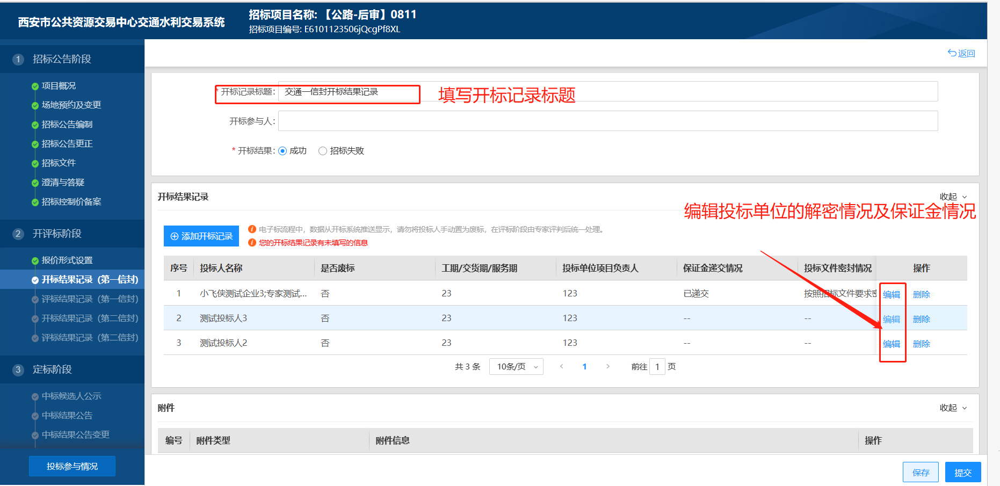 西安市公共资源交易中心交通水利交易系统
招标项目名称: 【公路-后审】0811
招标项目编号: E6101123506jQcgPf8XL
返回
1 招标公告阶段
项目概况
场地预约及变更
招标公告编制
招标公告更正
招标文件
澄清与答疑
招标控制价备案
2 开评标阶段
报价形式设置
开标结果记录（第一信封）
评标结果记录（第一信封）
开标结果记录（第二信封）
评标结果记录（第二信封）
3 定标阶段
中标候选人公示
中标结果公告
中标结果公告变更
投标参与情况
* 开标记录标题: 交通一信封开标结果记录
填写开标记录标题
开标参与人:
* 开标结果: 成功 招标失败
开标结果记录
收起
编辑投标单位的解密情况及保证金情况
添加开标记录
电子标流程中，数据从开标系统推送显示，请勿将投标人手动置为废标，在评标阶段由专家评判后统一处理。
您的开标结果记录有未填写的信息
序号 投标人名称 是否废标 工期/交货期/服务期 投标单位项目负责人 保证金递交情况 投标文件密封情况 操作
1 小飞侠测试企业3;专家测试... 否 23 123 已递交 按照招标文件要求密 编辑 删除
2 测试投标人3 否 23 123 -- -- 编辑 删除
3 测试投标人2 否 23 123 -- -- 编辑 删除
共 3 条 10条/页 1 前往 1 页
附件
收起
编号 附件类型 附件信息 操作
保存 提交